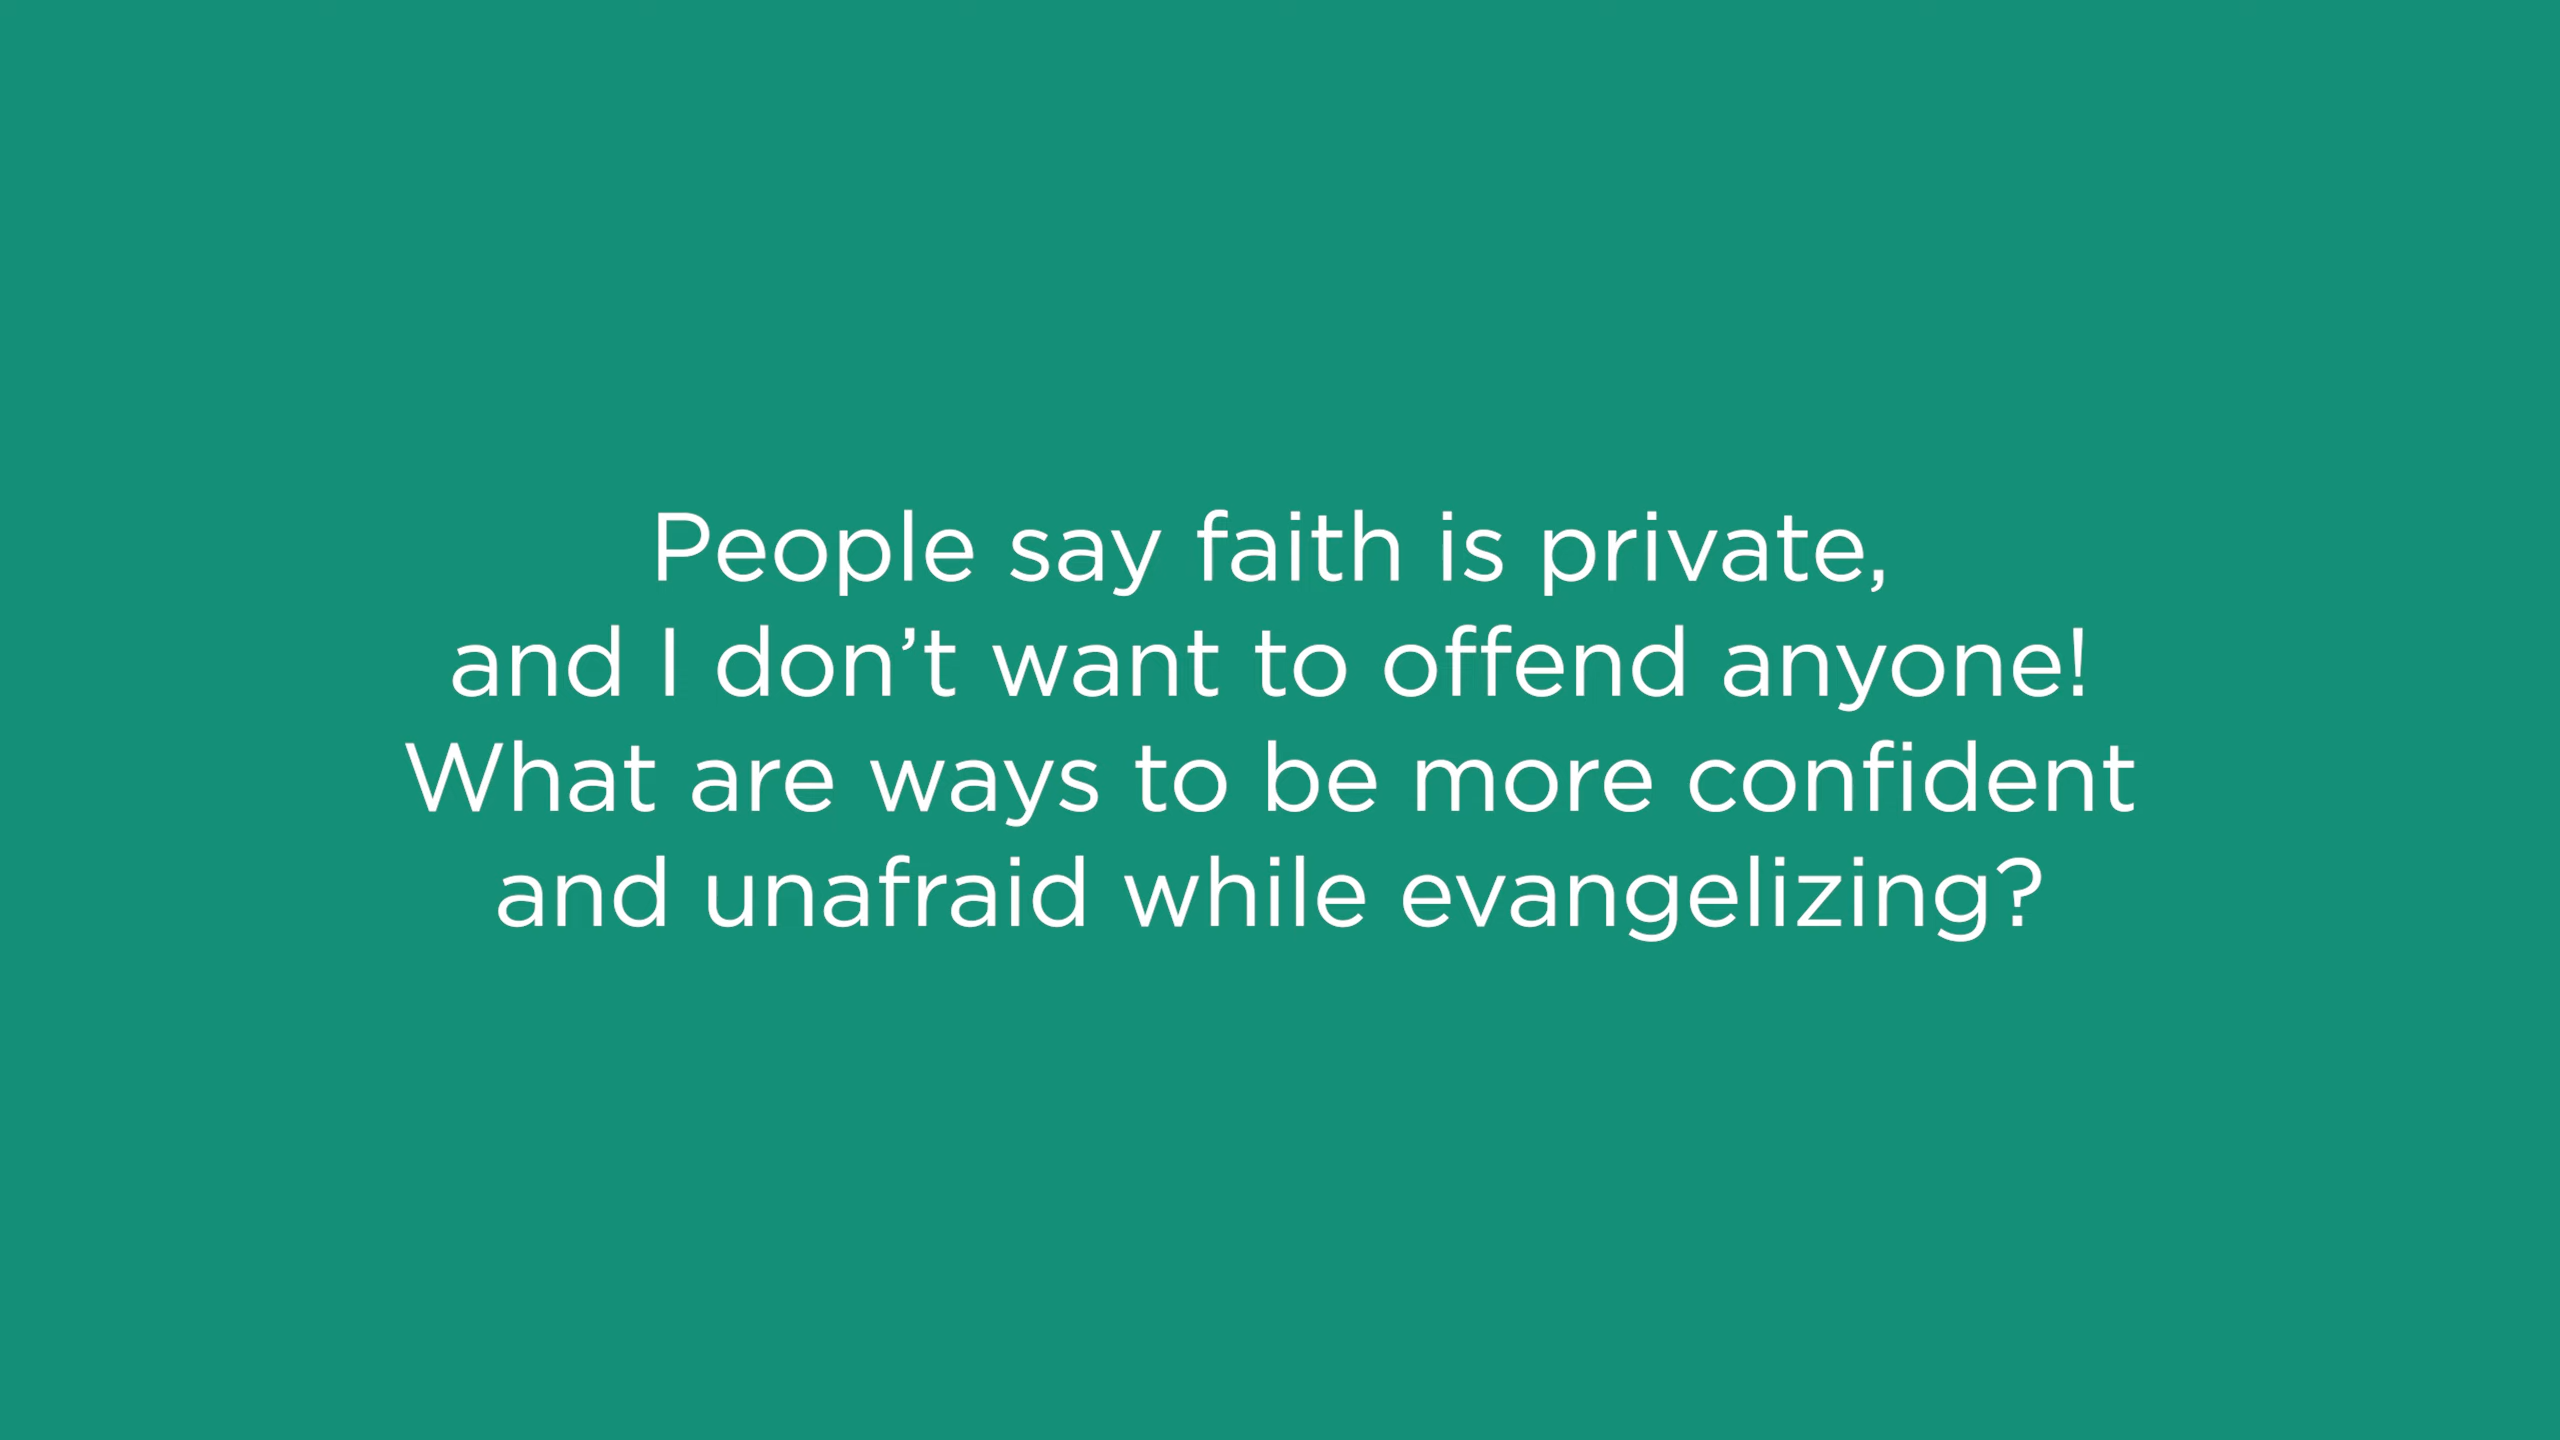 People say faith is private,
and I don’t want to offend anyone!
What are ways to be more confident
and unafraid while evangelizing?